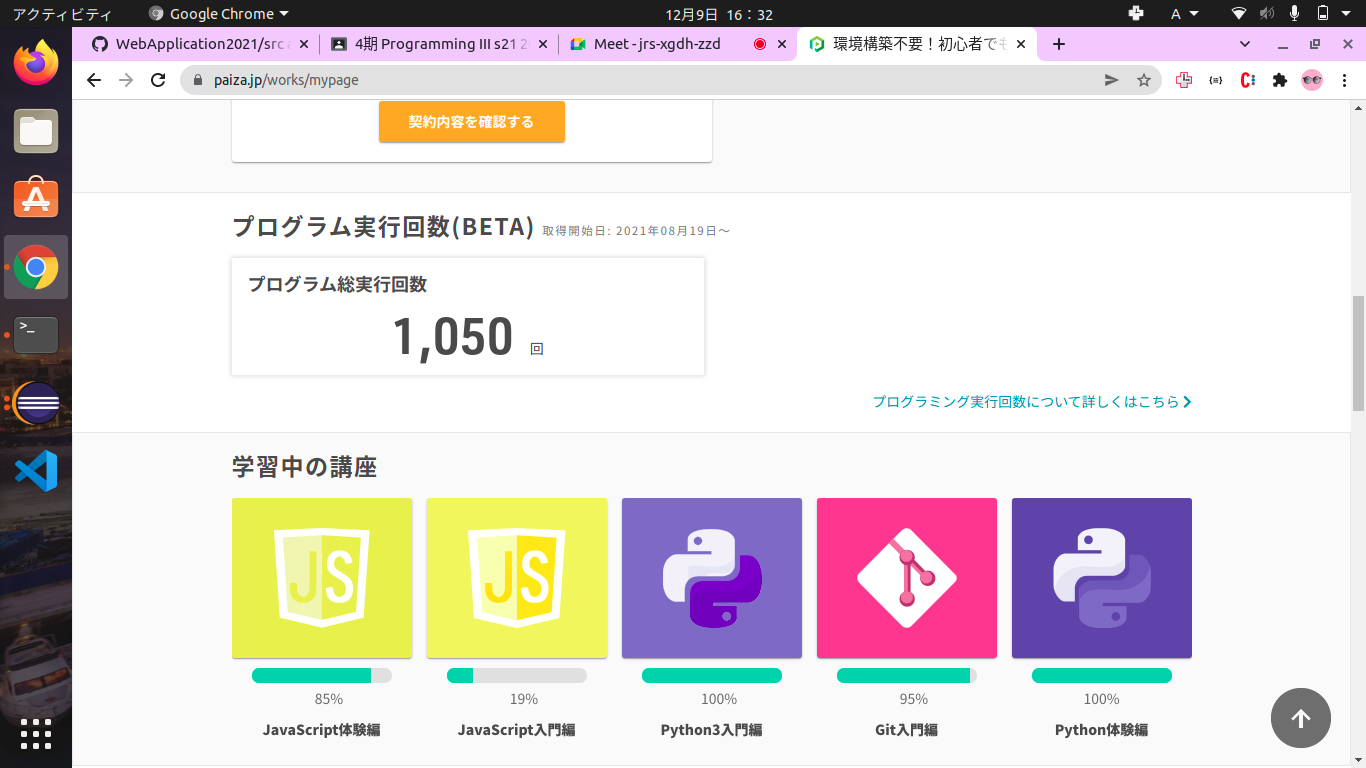 アクティビティ
Google Chrome
12月9日 16：32
A
WebApplication2021/src a
4期 Programming III s21 2
Meet - jrs-xgdh-zzd
環境構築不要！初心者でも
paiza.jp/works/mypage
契約内容を確認する
プログラム実行回数(BETA) 取得開始日: 2021年08月19日〜
プログラム総実行回数
1,050 回
プログラミング実行回数について詳しくはこちら
学習中の講座
JS
JS
85%
19%
100%
95%
100%
JavaScript体験編
JavaScript入門編
Python3入門編
Git入門編
Python体験編